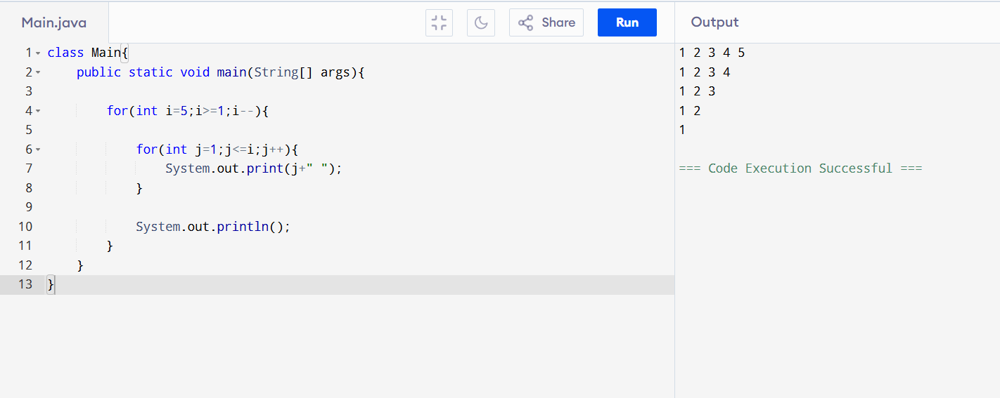 Main.java
Share
Run
Output
1 class Main{
2     public static void main(String[] args){
3
4         for(int i=5;i>=1;i--){
5
6             for(int j=1;j<=i;j++){
7                 System.out.print(j+" ");
8             }
9
10             System.out.println();
11         }
12     }
13 }
1 2 3 4 5
1 2 3 4
1 2 3
1 2
1
=== Code Execution Successful ===